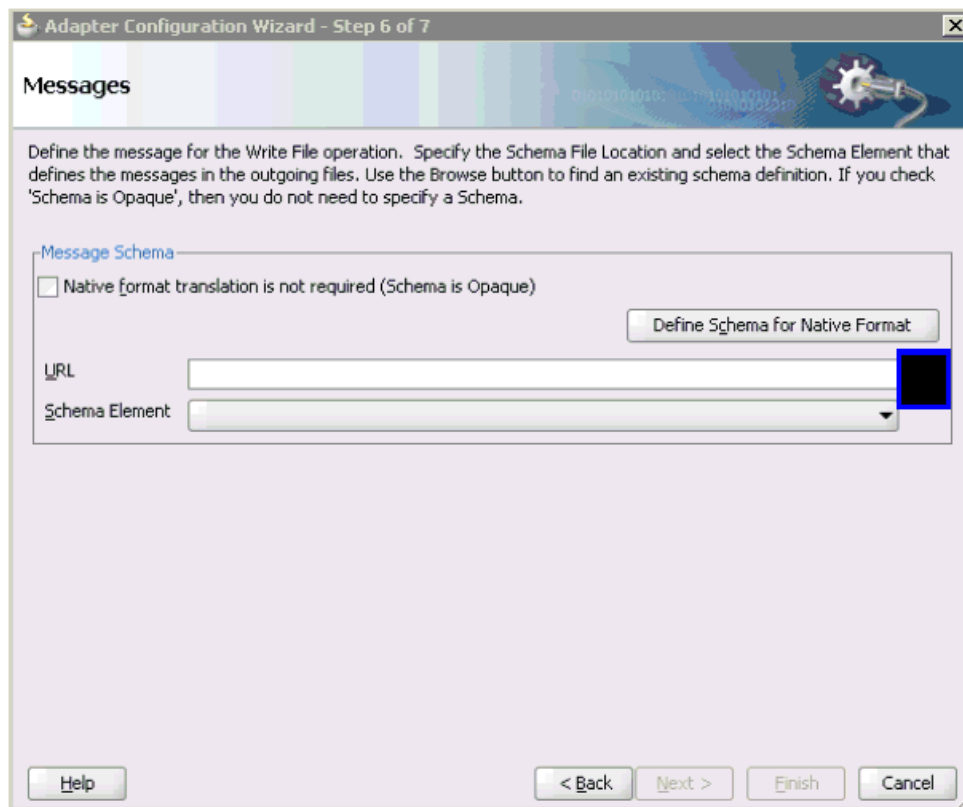 Adapter Configuration Wizard - Step 6 of 7
Messages
Define the message for the Write File operation.  Specify the Schema File Location and select the Schema Element that
defines the messages in the outgoing files. Use the Browse button to find an existing schema definition. If you check
'Schema is Opaque', then you do not need to specify a Schema.
Message Schema
Native format translation is not required (Schema is Opaque)
Define Schema for Native Format
URL
Schema Element
Help
< Back
Next >
Finish
Cancel